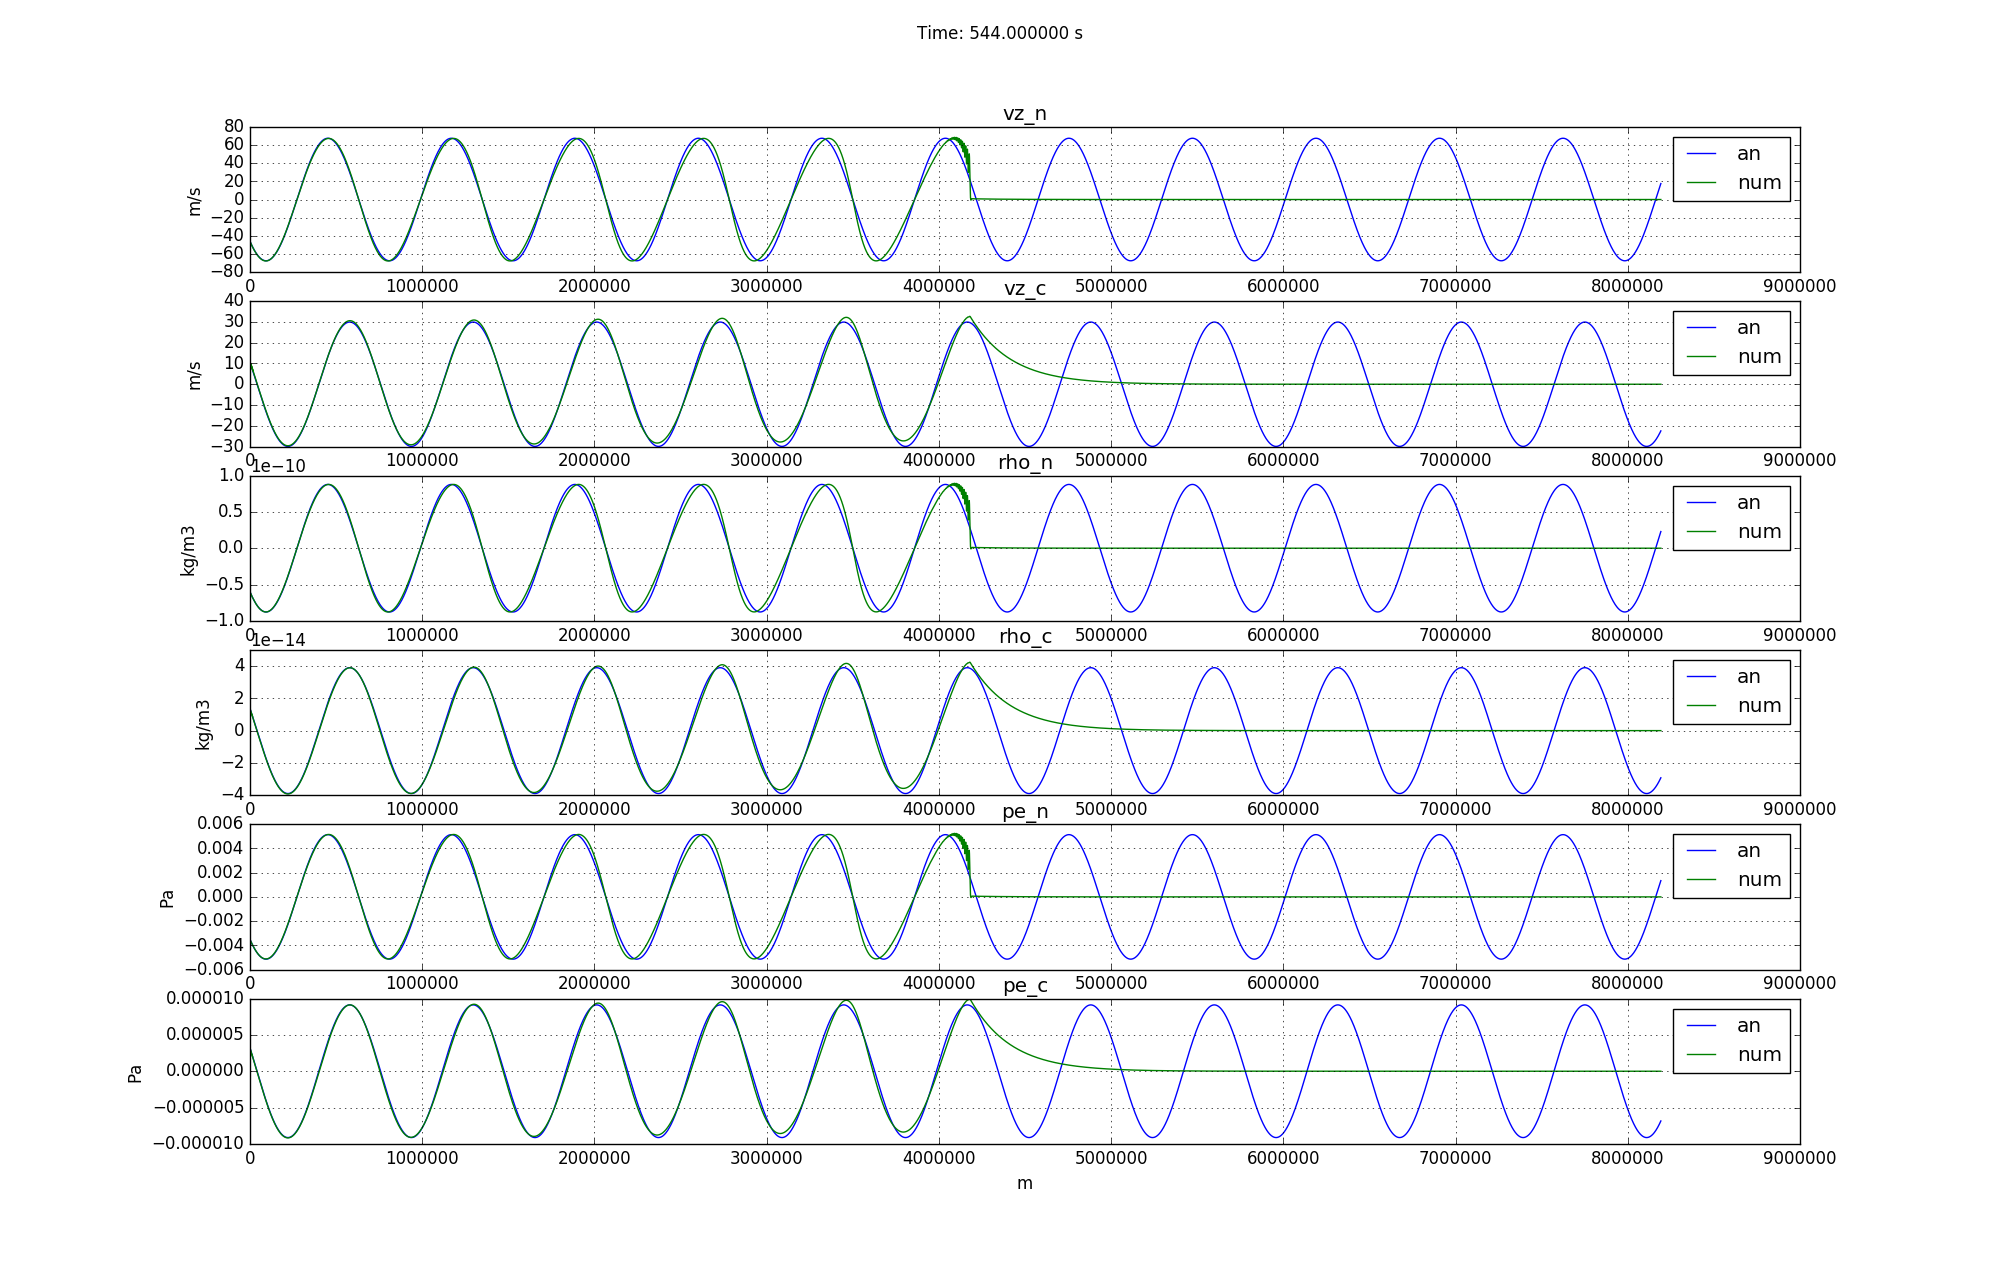 Time: 544.000000 s
vz_n
80
60
40
20
0
−20
−40
−60
−80
m/s
an
num
0 1000000 2000000 3000000 4000000 5000000 6000000 7000000 8000000 9000000
vz_c
40
30
20
10
0
−10
−20
−30
m/s
an
num
0 1000000 2000000 3000000 4000000 5000000 6000000 7000000 8000000 9000000
1e−10
rho_n
1.0
0.5
0.0
−0.5
−1.0
kg/m3
an
num
0 1000000 2000000 3000000 4000000 5000000 6000000 7000000 8000000 9000000
1e−14
rho_c
4
2
0
−2
−4
kg/m3
an
num
0 1000000 2000000 3000000 4000000 5000000 6000000 7000000 8000000 9000000
pe_n
0.006
0.004
0.002
0.000
−0.002
−0.004
−0.006
Pa
an
num
0 1000000 2000000 3000000 4000000 5000000 6000000 7000000 8000000 9000000
pe_c
0.000010
0.000005
0.000000
−0.000005
−0.000010
Pa
an
num
0 1000000 2000000 3000000 4000000 5000000 6000000 7000000 8000000 9000000
m